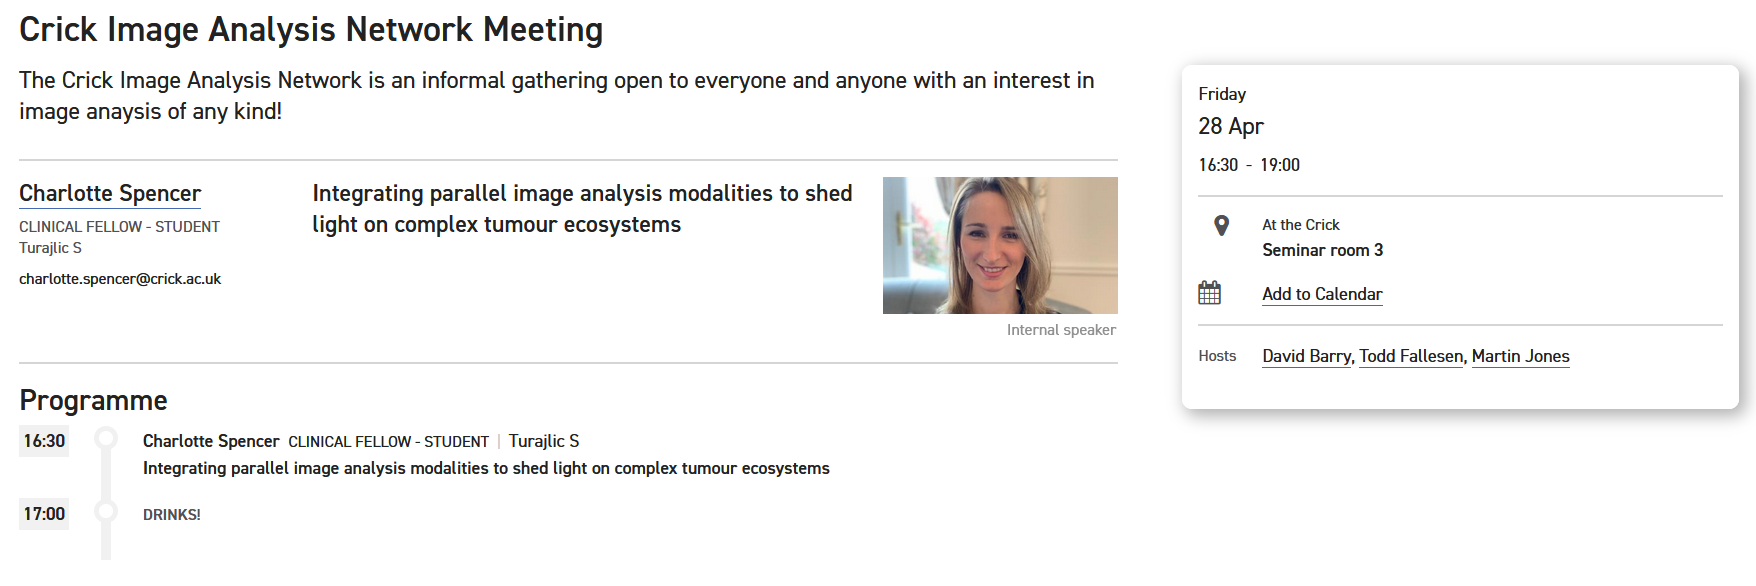 Crick Image Analysis Network Meeting
The Crick Image Analysis Network is an informal gathering open to everyone and anyone with an interest in
image anaysis of any kind!
Charlotte Spencer
CLINICAL FELLOW - STUDENT
Turajlic S
charlotte.spencer@crick.ac.uk
Integrating parallel image analysis modalities to shed
light on complex tumour ecosystems
Internal speaker
Programme
16:30 Charlotte Spencer CLINICAL FELLOW - STUDENT | Turajlic S
Integrating parallel image analysis modalities to shed light on complex tumour ecosystems
17:00 DRINKS!
Friday
28 Apr
16:30 - 19:00
At the Crick
Seminar room 3
Add to Calendar
Hosts David Barry, Todd Fallesen, Martin Jones